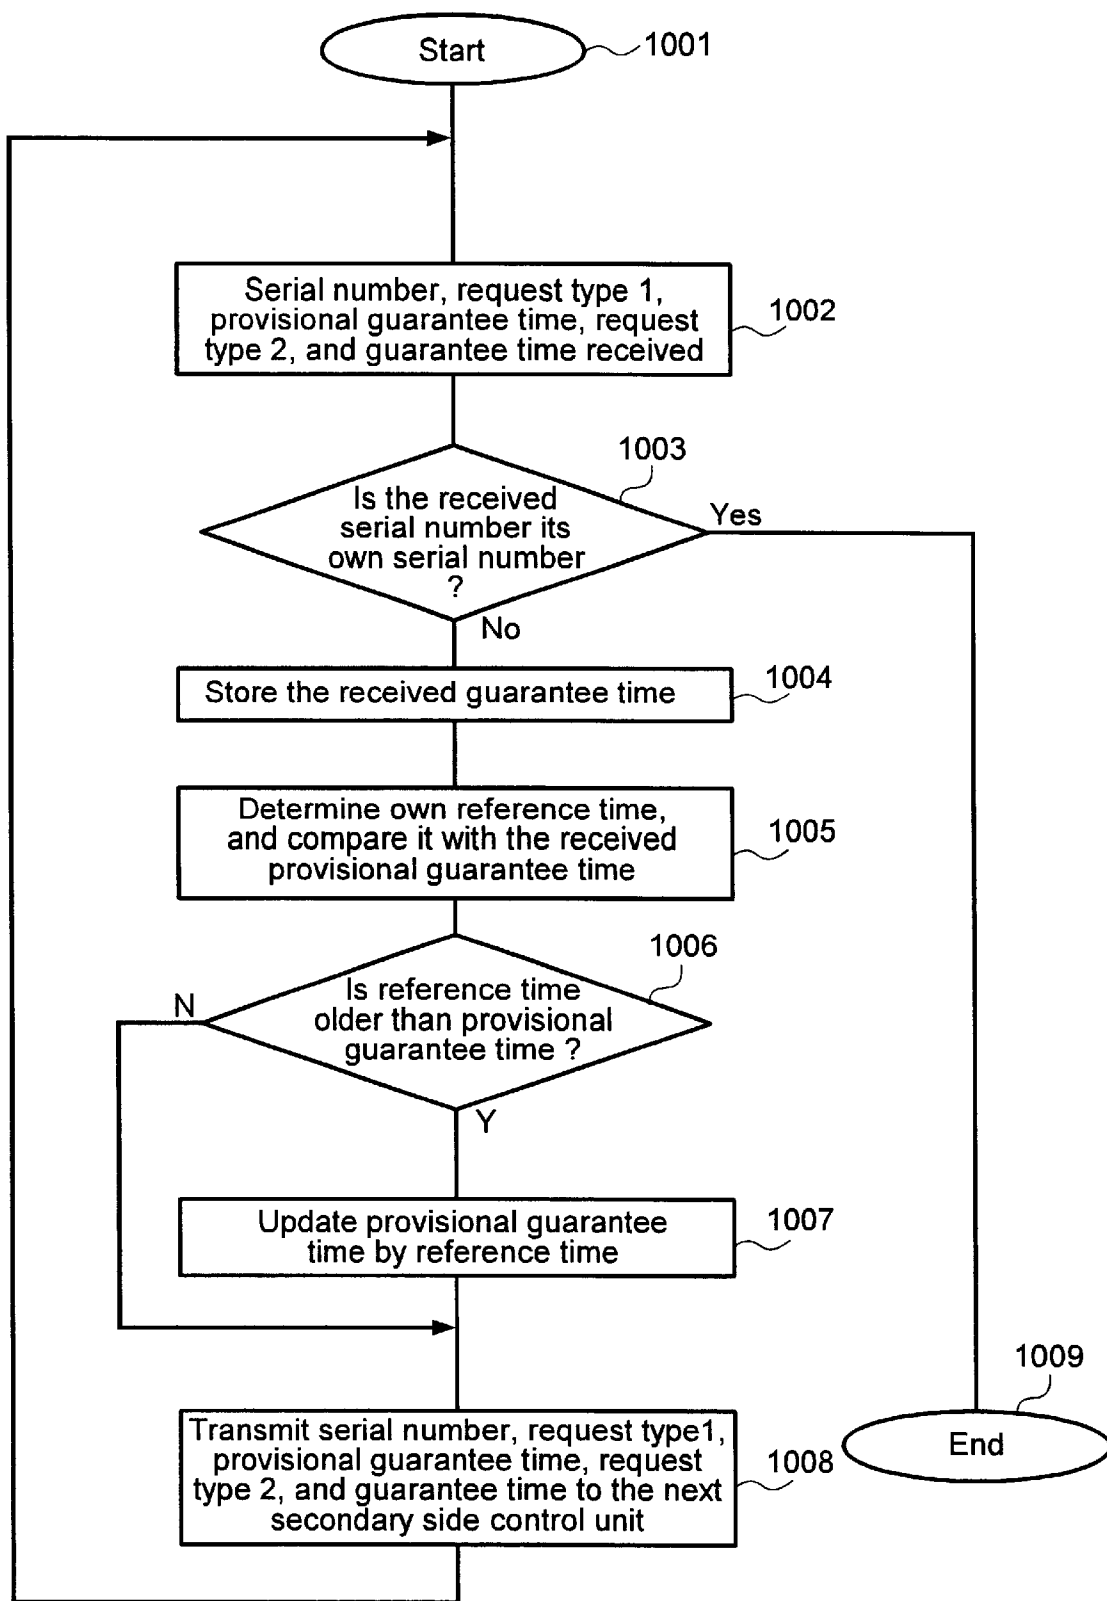 Start
1001
Serial number, request type 1,
provisional guarantee time, request
type 2, and guarantee time received
1002
1003
Is the received
serial number its
own serial number
?
Yes
No
Store the received guarantee time
1004
Determine own reference time,
and compare it with the received
provisional guarantee time
1005
1006
N
Is reference time
older than provisional
guarantee time ?
Y
Update provisional guarantee
time by reference time
1007
1009
End
Transmit serial number, request type1,
provisional guarantee time, request
type 2, and guarantee time to the next
secondary side control unit
1008